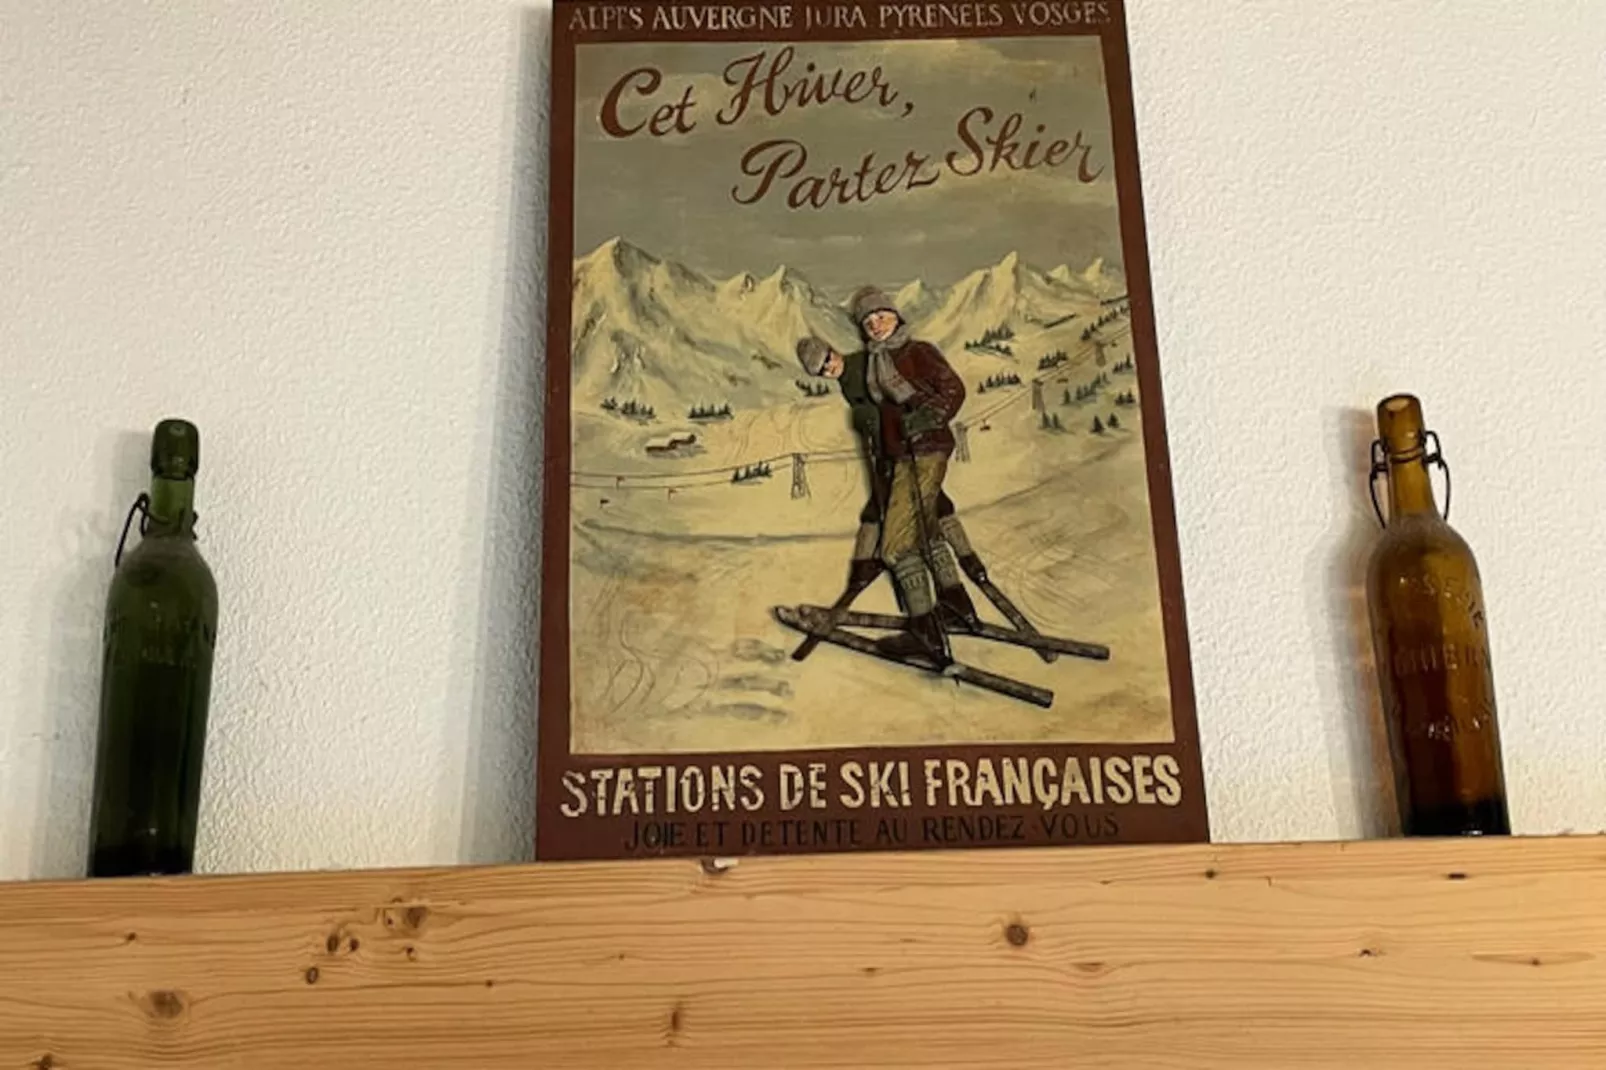 ALPES AUVERGNE JURA PYRENEES VOSGES
Cet Hiver,
Partez Skier
STATIONS DE SKI FRANÇAISES
JOIE ET DETENTE AU RENDEZ-VOUS